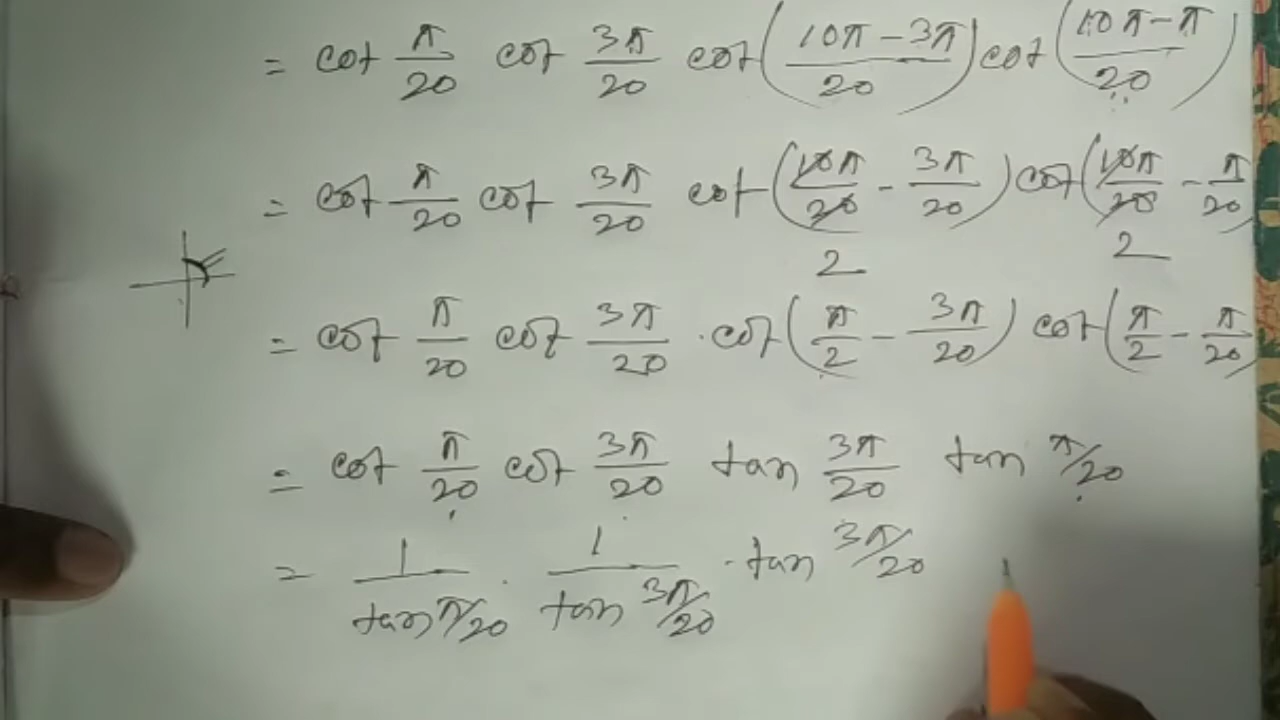 = cot π/20 cot 3π/20 cot(10π-3π/20) cot(10π-π/20)
= cot π/20 cot 3π/20 cot(10π/20 - 3π/20) cot(10π/20 - π/20
2 2
= cot π/20 cot 3π/20 · cot(π/2 - 3π/20) cot(π/2 - π/20
= cot π/20 cot 3π/20 tan 3π/20 tan π/20
= 1/tan π/20 · 1/tan 3π/20 · tan 3π/20